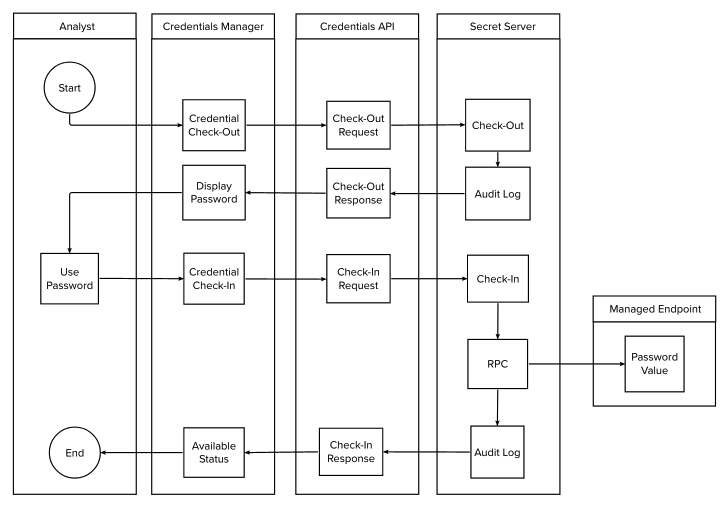 Analyst
Credentials Manager
Credentials API
Secret Server
Start
Credential
Check-Out
Check-Out
Request
Check-Out
Display
Password
Check-Out
Response
Audit Log
Use
Password
Credential
Check-In
Check-In
Request
Check-In
Managed Endpoint
RPC
Password
Value
End
Available
Status
Check-In
Response
Audit Log